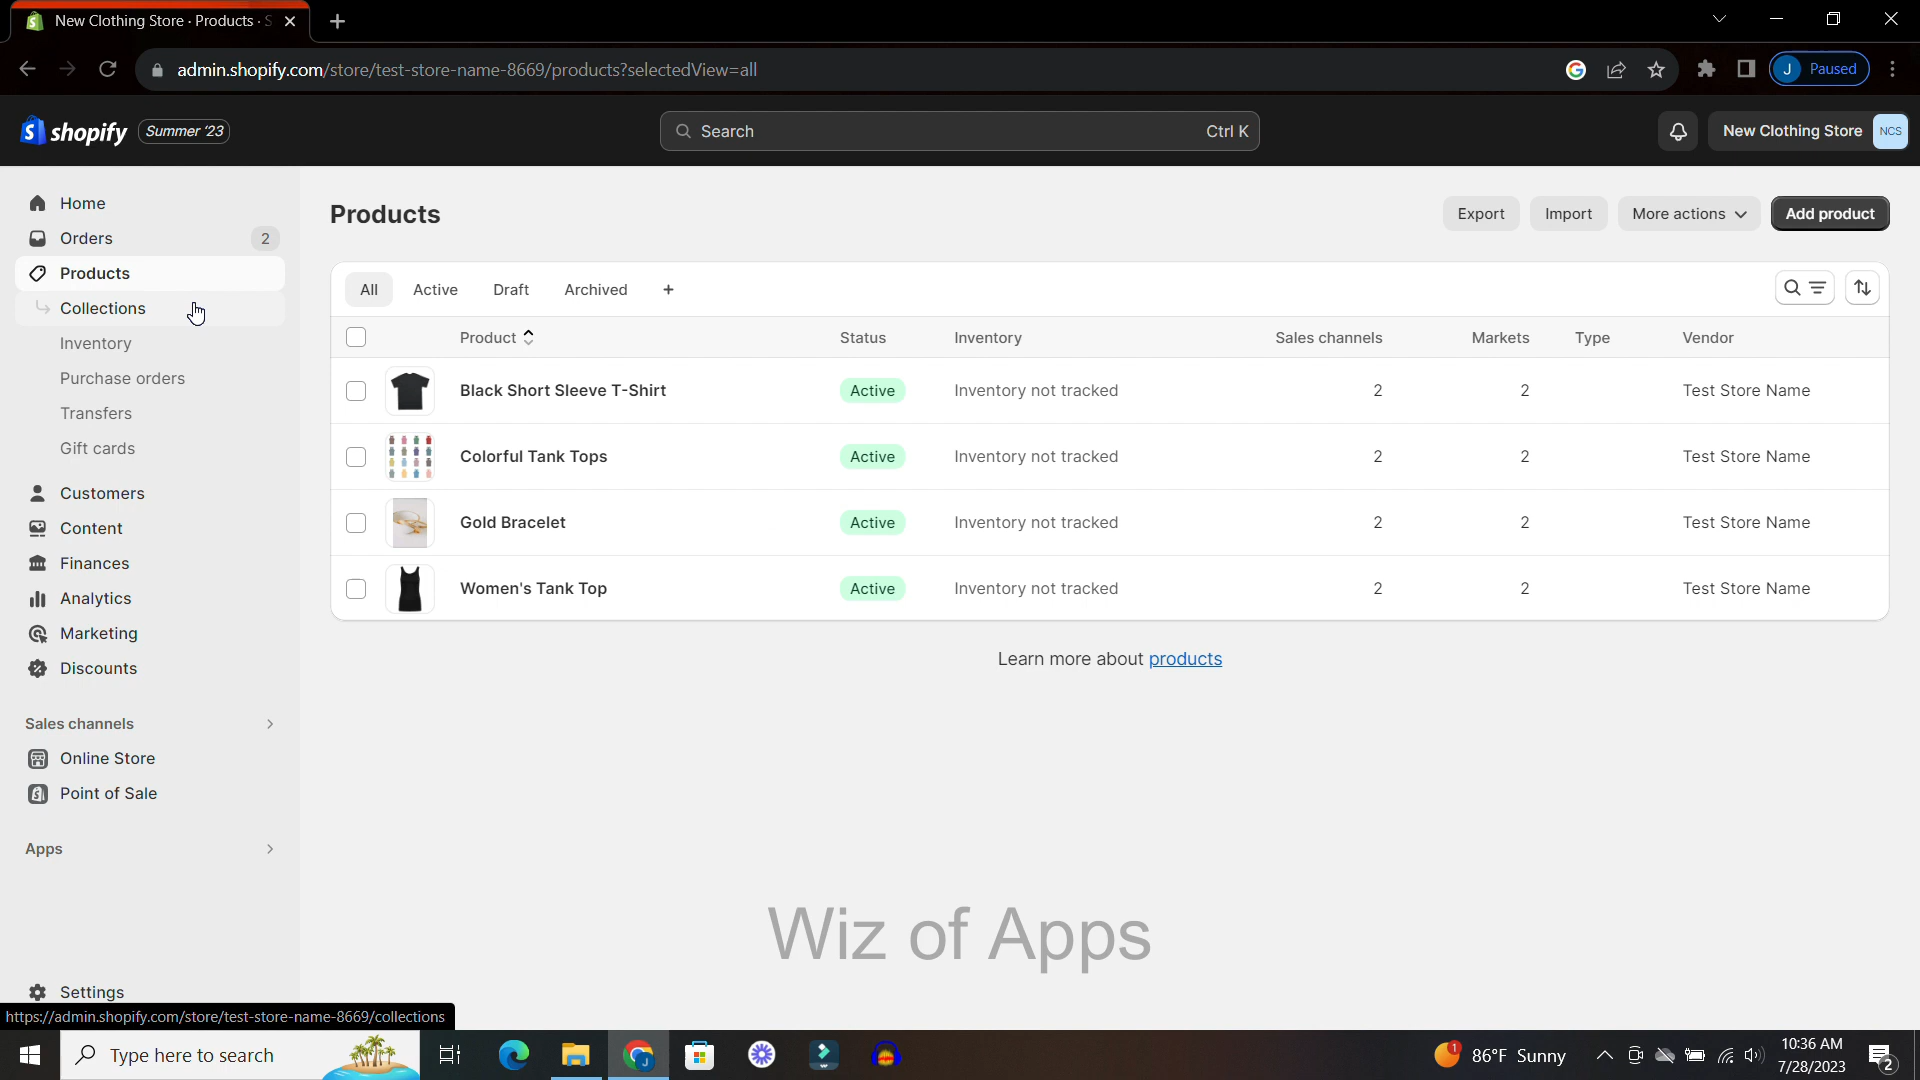 New Clothing Store · Products · S
admin.shopify.com/store/test-store-name-8669/products?selectedView=all
J Paused
shopify Summer '23
Search Ctrl K
New Clothing Store NCS
Home
Orders 2
Products
Collections
Inventory
Purchase orders
Transfers
Gift cards
Customers
Content
Finances
Analytics
Marketing
Discounts
Sales channels
Online Store
Point of Sale
Apps
Settings
Products
Export Import More actions Add product
All Active Draft Archived +
Product Status Inventory Sales channels Markets Type Vendor
Black Short Sleeve T-Shirt Active Inventory not tracked 2 2 Test Store Name
Colorful Tank Tops Active Inventory not tracked 2 2 Test Store Name
Gold Bracelet Active Inventory not tracked 2 2 Test Store Name
Women's Tank Top Active Inventory not tracked 2 2 Test Store Name
Learn more about products
Wiz of Apps
https://admin.shopify.com/store/test-store-name-8669/collections
Type here to search
1 86°F Sunny
10:36 AM
7/28/2023
2